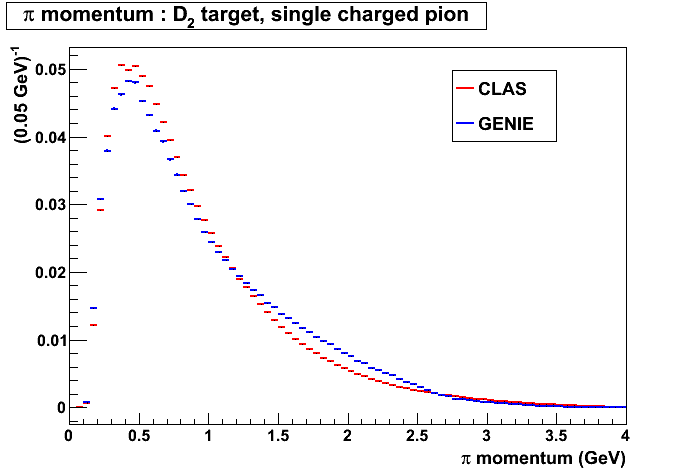 π momentum : D₂ target, single charged pion
(0.05 GeV)⁻¹
0.05
0.04
0.03
0.02
0.01
0
CLAS
GENIE
0 0.5 1 1.5 2 2.5 3 3.5 4
π momentum (GeV)